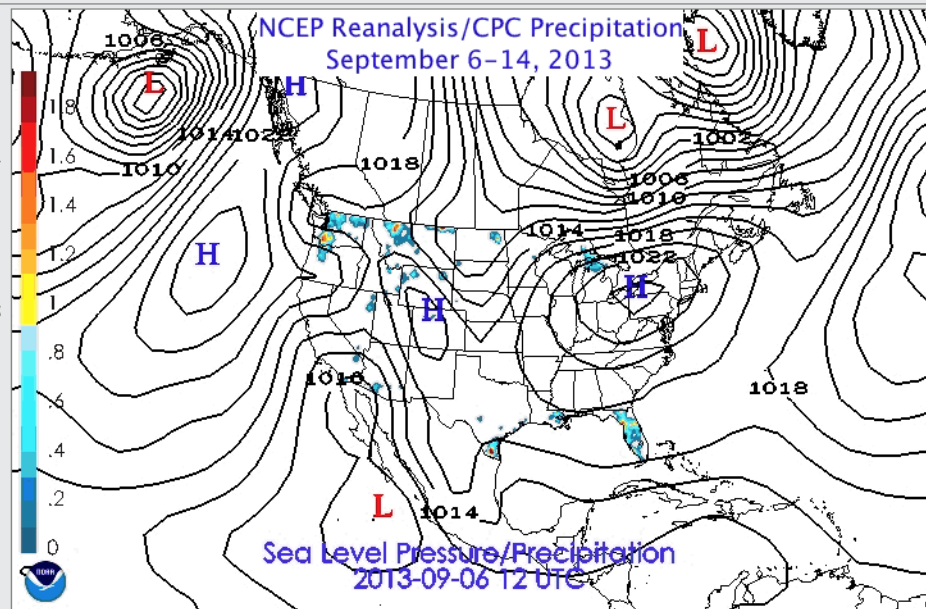 NCEP Reanalysis/CPC Precipitation
September 6-14, 2013
1006
L
H
L
L
1.8
1014
1022
1002
1.6
1010
1018
1006
1010
1.4
1014
1018
1.2
H
1022
H
H
1
.8
1016
1018
.6
.4
.2
L
1014
0
Sea Level Pressure/Precipitation
2013-09-06 12 UTC
NOAA